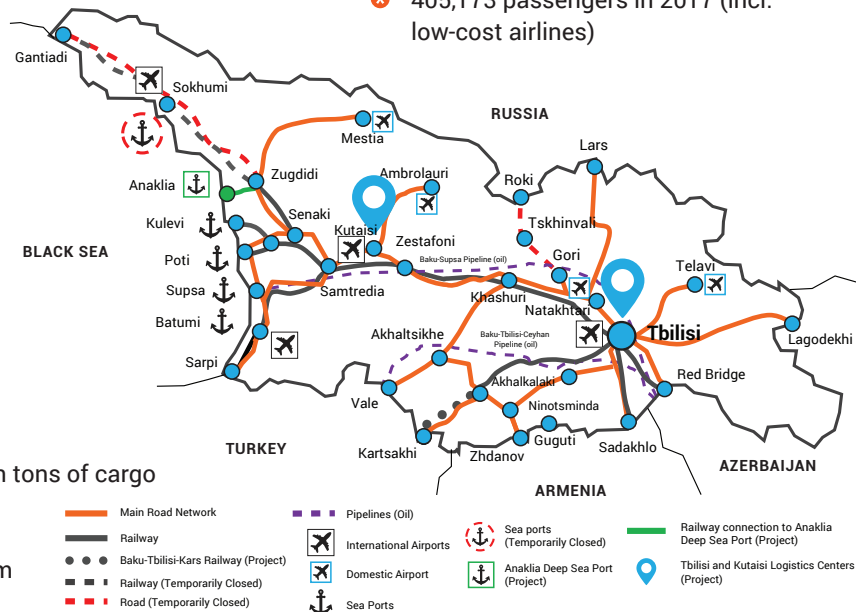 405,173 passengers in 2017 (incl.
low-cost airlines)
Gantiadi
Sokhumi
RUSSIA
Mestia
Lars
Anaklia
Zugdidi
Ambrolauri
Roki
Kulevi
Senaki
Kutaisi
Tskhinvali
BLACK SEA
Poti
Zestafoni
Baku-Supsa Pipeline (oil)
Gori
Telavi
Supsa
Samtredia
Khashuri
Natakhtari
Batumi
Akhaltsikhe
Baku-Tbilisi-Ceyhan
Pipeline (oil)
Tbilisi
Lagodekhi
Sarpi
Vale
Akhalkalaki
Red Bridge
Ninotsminda
TURKEY
Kartsakhi
Zhdanov
Guguti
Sadakhlo
AZERBAIJAN
ARMENIA
n tons of cargo
m
Main Road Network
Railway
Baku-Tbilisi-Kars Railway (Project)
Railway (Temporarily Closed)
Road (Temporarily Closed)
Pipelines (Oil)
International Airports
Domestic Airport
Sea Ports
Sea ports
(Temporarily Closed)
Anaklia Deep Sea Port
(Project)
Railway connection to Anaklia
Deep Sea Port (Project)
Tbilisi and Kutaisi Logistics Centers
(Project)